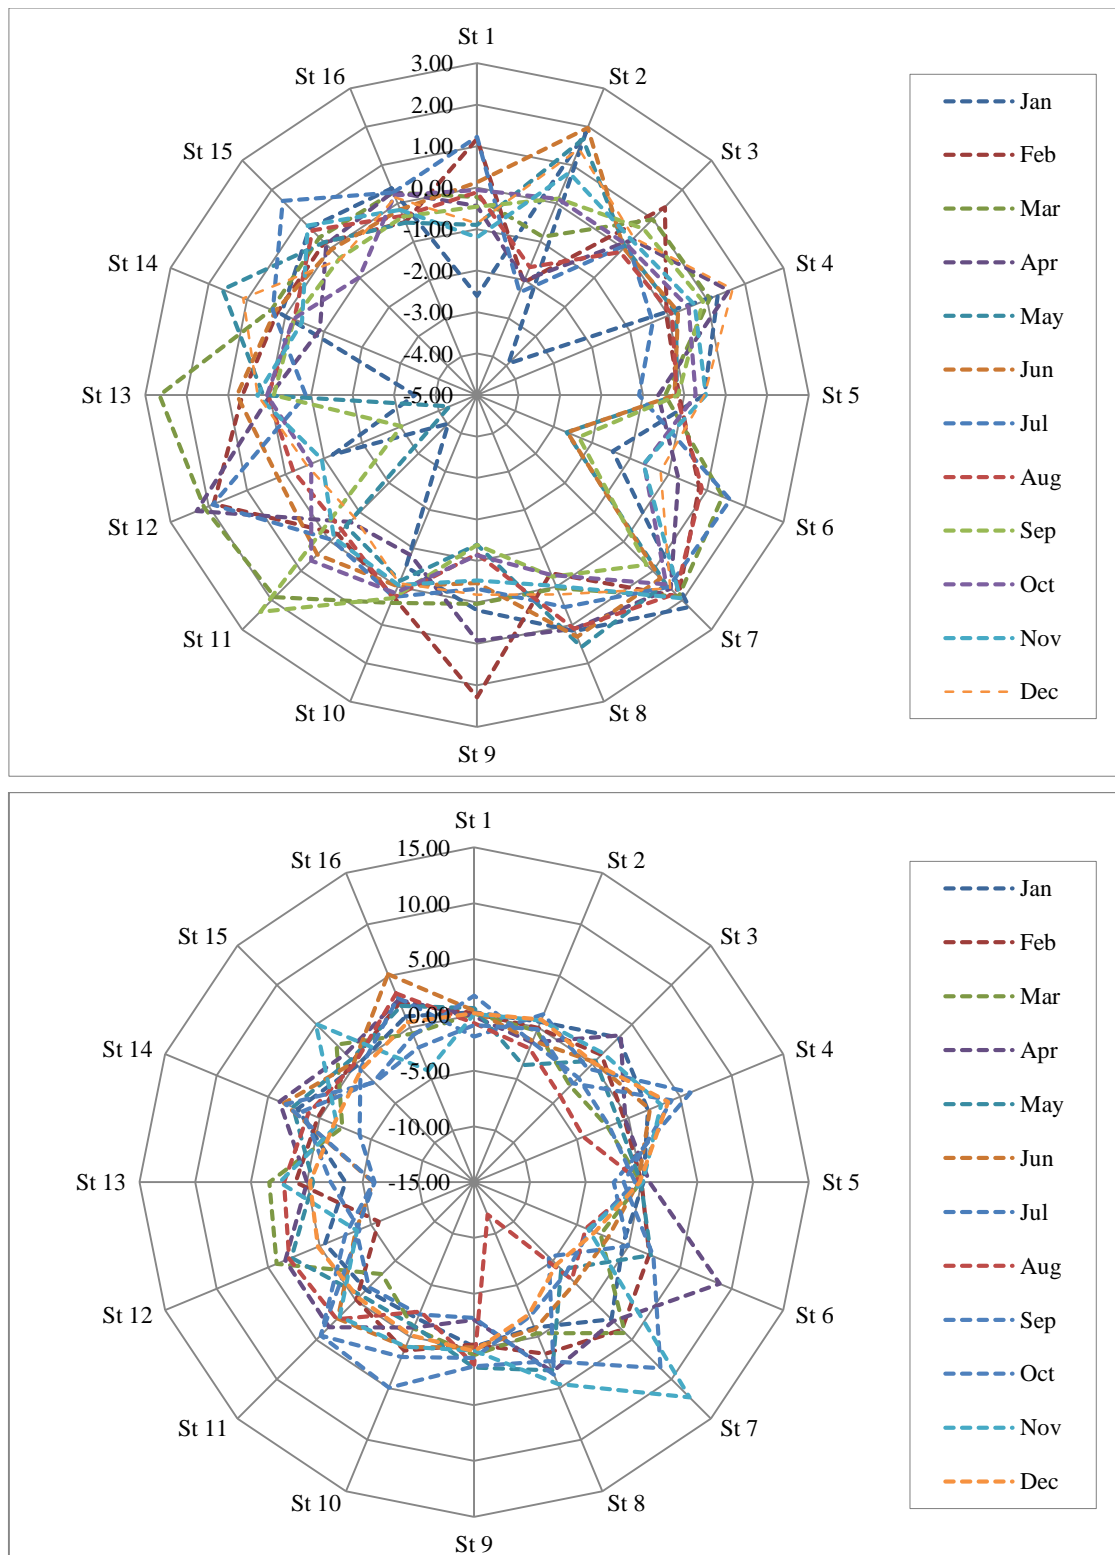 St 1
3.00
St 2
St 16
2.00
1.00
St 15
St 3
0.00
-1.00
St 14
St 4
-2.00
-3.00
-4.00
St 13
-5.00
St 5
St 12
St 6
St 11
St 7
St 10
St 8
St 9
Jan
Feb
Mar
Apr
May
Jun
Jul
Aug
Sep
Oct
Nov
Dec
St 1
15.00
St 16
St 2
10.00
St 15
St 3
5.00
0.00
St 14
St 4
-5.00
-10.00
St 13
-15.00
St 5
St 12
St 6
St 11
St 7
St 10
St 8
St 9
Jan
Feb
Mar
Apr
May
Jun
Jul
Aug
Sep
Oct
Nov
Dec